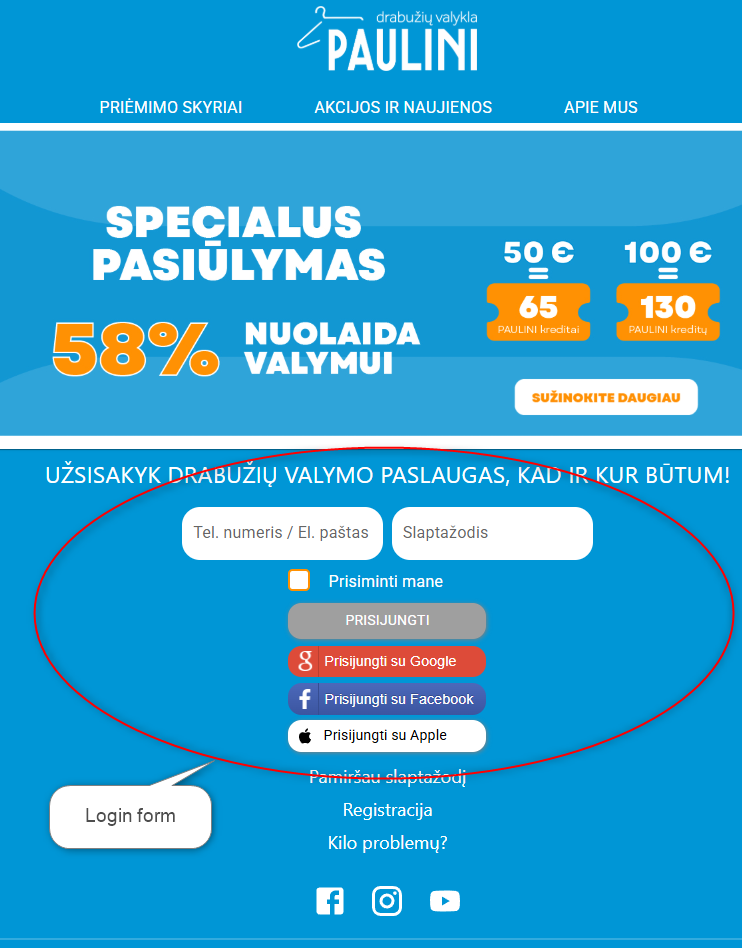 drabužių valykla
PAULINI
PRIĖMIMO SKYRIAI AKCIJOS IR NAUJIENOS APIE MUS
SPECIALUS
PASIŪLYMAS
58% NUOLAIDA
VALYMUI
50 € 100 €
= =
65 130
PAULINI kreditai PAULINI kreditų
SUŽINOKITE DAUGIAU
UŽSISAKYK DRABUŽIŲ VALYMO PASLAUGAS, KAD IR KUR BŪTUM!
Tel. numeris / El. paštas Slaptažodis
Prisiminti mane
PRISIJUNGTI
Prisijungti su Google
Prisijungti su Facebook
Prisijungti su Apple
Pamiršau slaptažodį
Login form
Registracija
Kilo problemų?